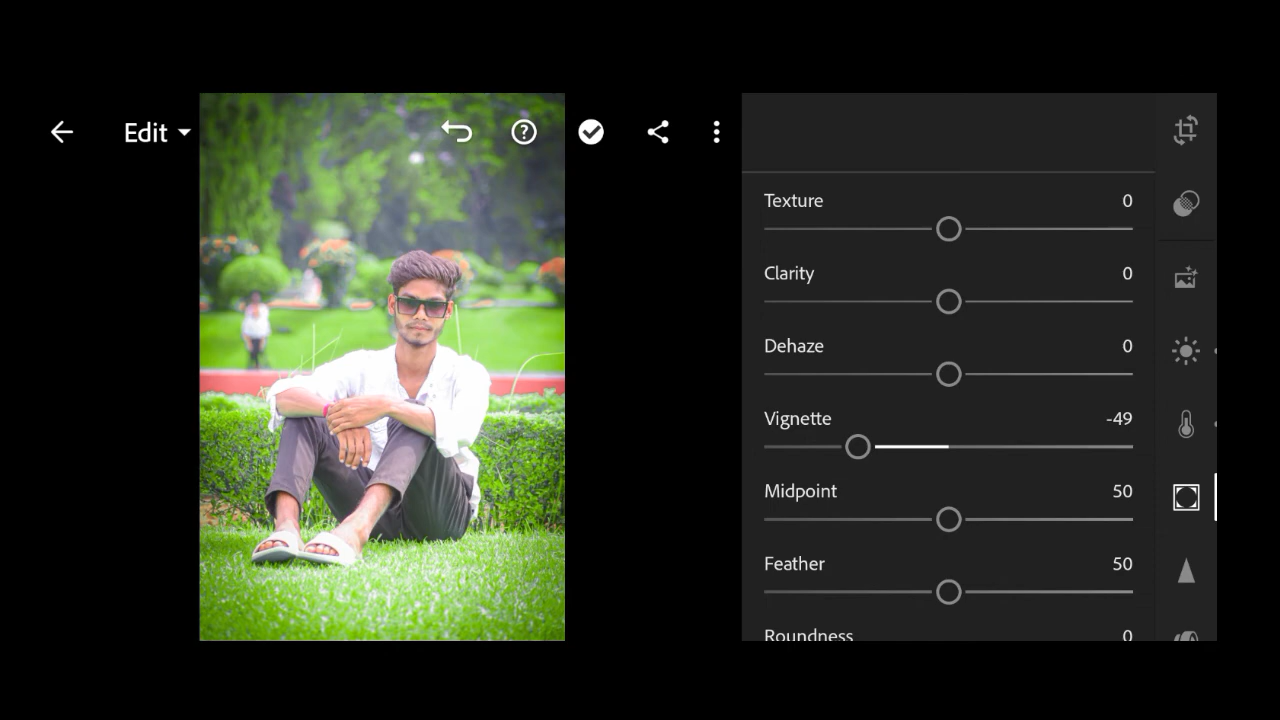 Edit
Texture 0
Clarity 0
Dehaze 0
Vignette -49
Midpoint 50
Feather 50
Roundness 0